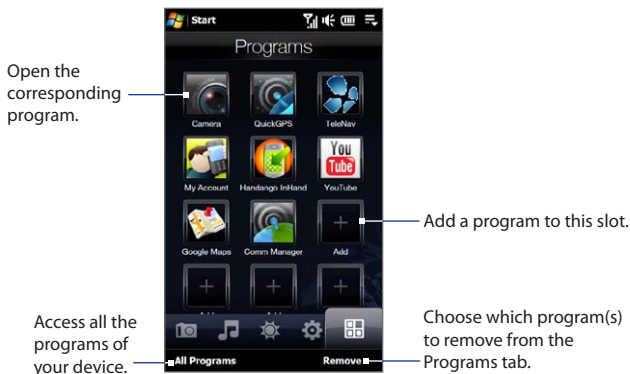 Start
Programs
Open the
corresponding
program.
Camera
QuickGPS
TeleNav
You
Tube
My Account
Handango InHand
YouTube
Google Maps
Comm Manager
Add
Add a program to this slot.
Access all the
programs of
your device.
All Programs
Remove
Choose which program(s)
to remove from the
Programs tab.